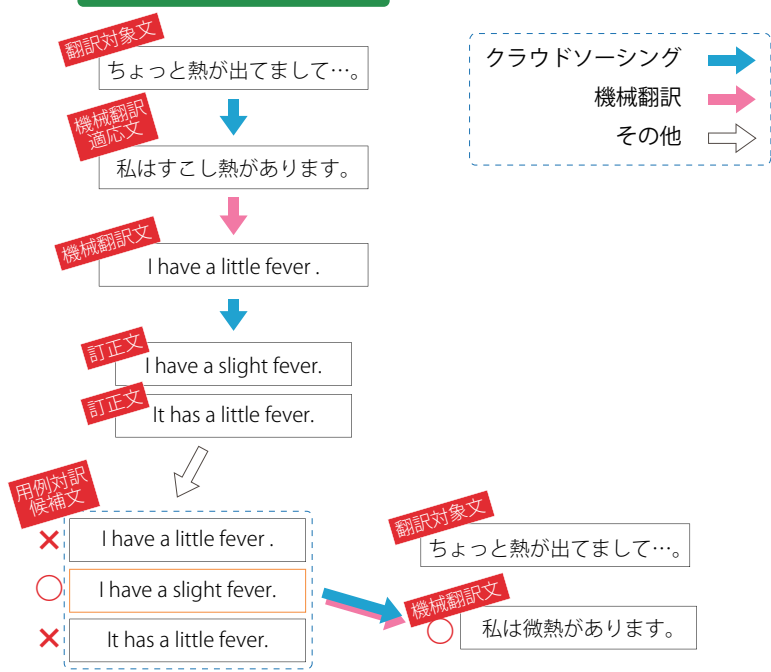 翻訳対象文
ちょっと熱が出てまして…。
クラウドソーシング
機械翻訳
その他
機械翻訳
適応文
私はすこし熱があります。
機械翻訳文
I have a little fever .
訂正文
I have a slight fever.
訂正文
It has a little fever.
用例対訳
候補文
× I have a little fever .
○ I have a slight fever.
× It has a little fever.
翻訳対象文
ちょっと熱が出てまして…。
機械翻訳文
○ 私は微熱があります。